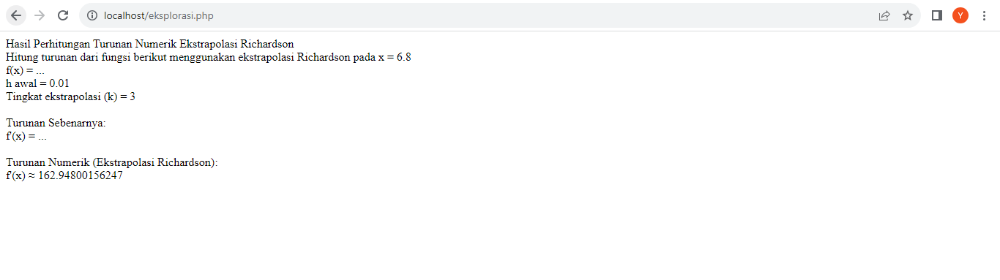 localhost/eksplorasi.php
Y
Hasil Perhitungan Turunan Numerik Ekstrapolasi Richardson
Hitung turunan dari fungsi berikut menggunakan ekstrapolasi Richardson pada x = 6.8
f(x) = ...
h awal = 0.01
Tingkat ekstrapolasi (k) = 3
Turunan Sebenarnya:
f'(x) = ...
Turunan Numerik (Ekstrapolasi Richardson):
f'(x) ≈ 162.94800156247